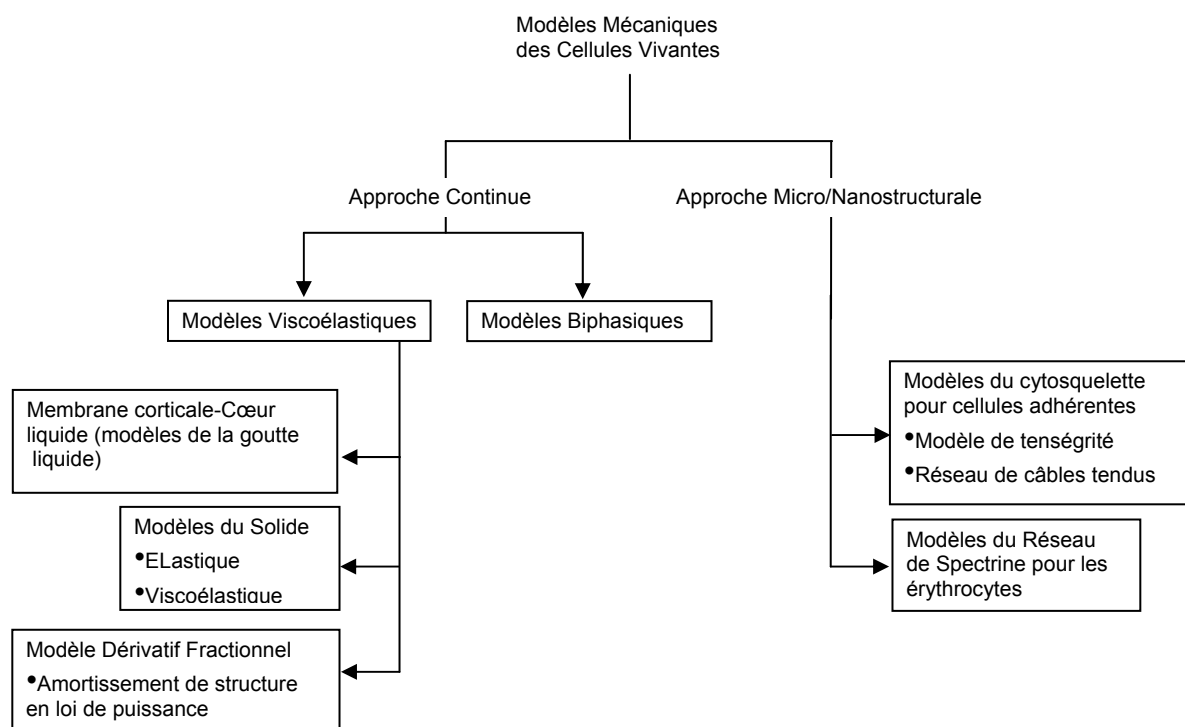 Modèles Mécaniques
des Cellules Vivantes
Approche Continue
Approche Micro/Nanostructurale
Modèles Viscoélastiques
Modèles Biphasiques
Membrane corticale-Cœur
liquide (modèles de la goutte
liquide)
Modèles du Solide
•ELastique
•Viscoélastique
Modèle Dérivatif Fractionnel
•Amortissement de structure
en loi de puissance
Modèles du cytosquelette
pour cellules adhérentes
•Modèle de tenségrité
•Réseau de câbles tendus
Modèles du Réseau
de Spectrine pour les
érythrocytes